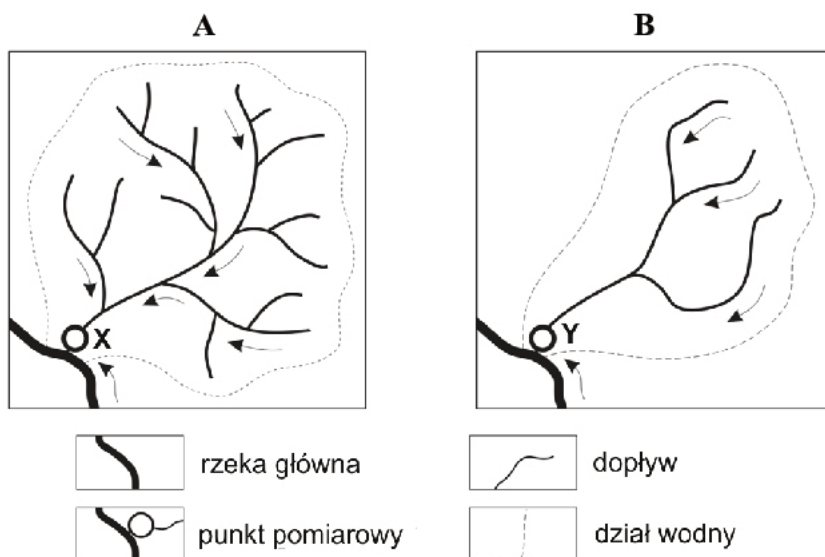 A
B
X
Y
rzeka główna
dopływ
punkt pomiarowy
dział wodny